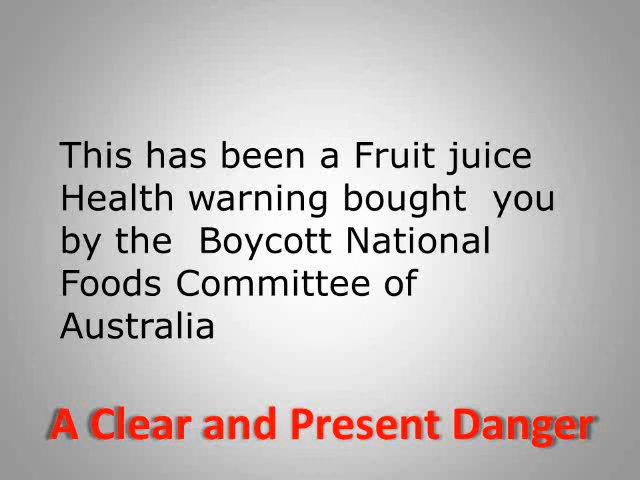 This has been a Fruit juice
Health warning bought  you
by the  Boycott National
Foods Committee of
Australia
A Clear and Present Danger